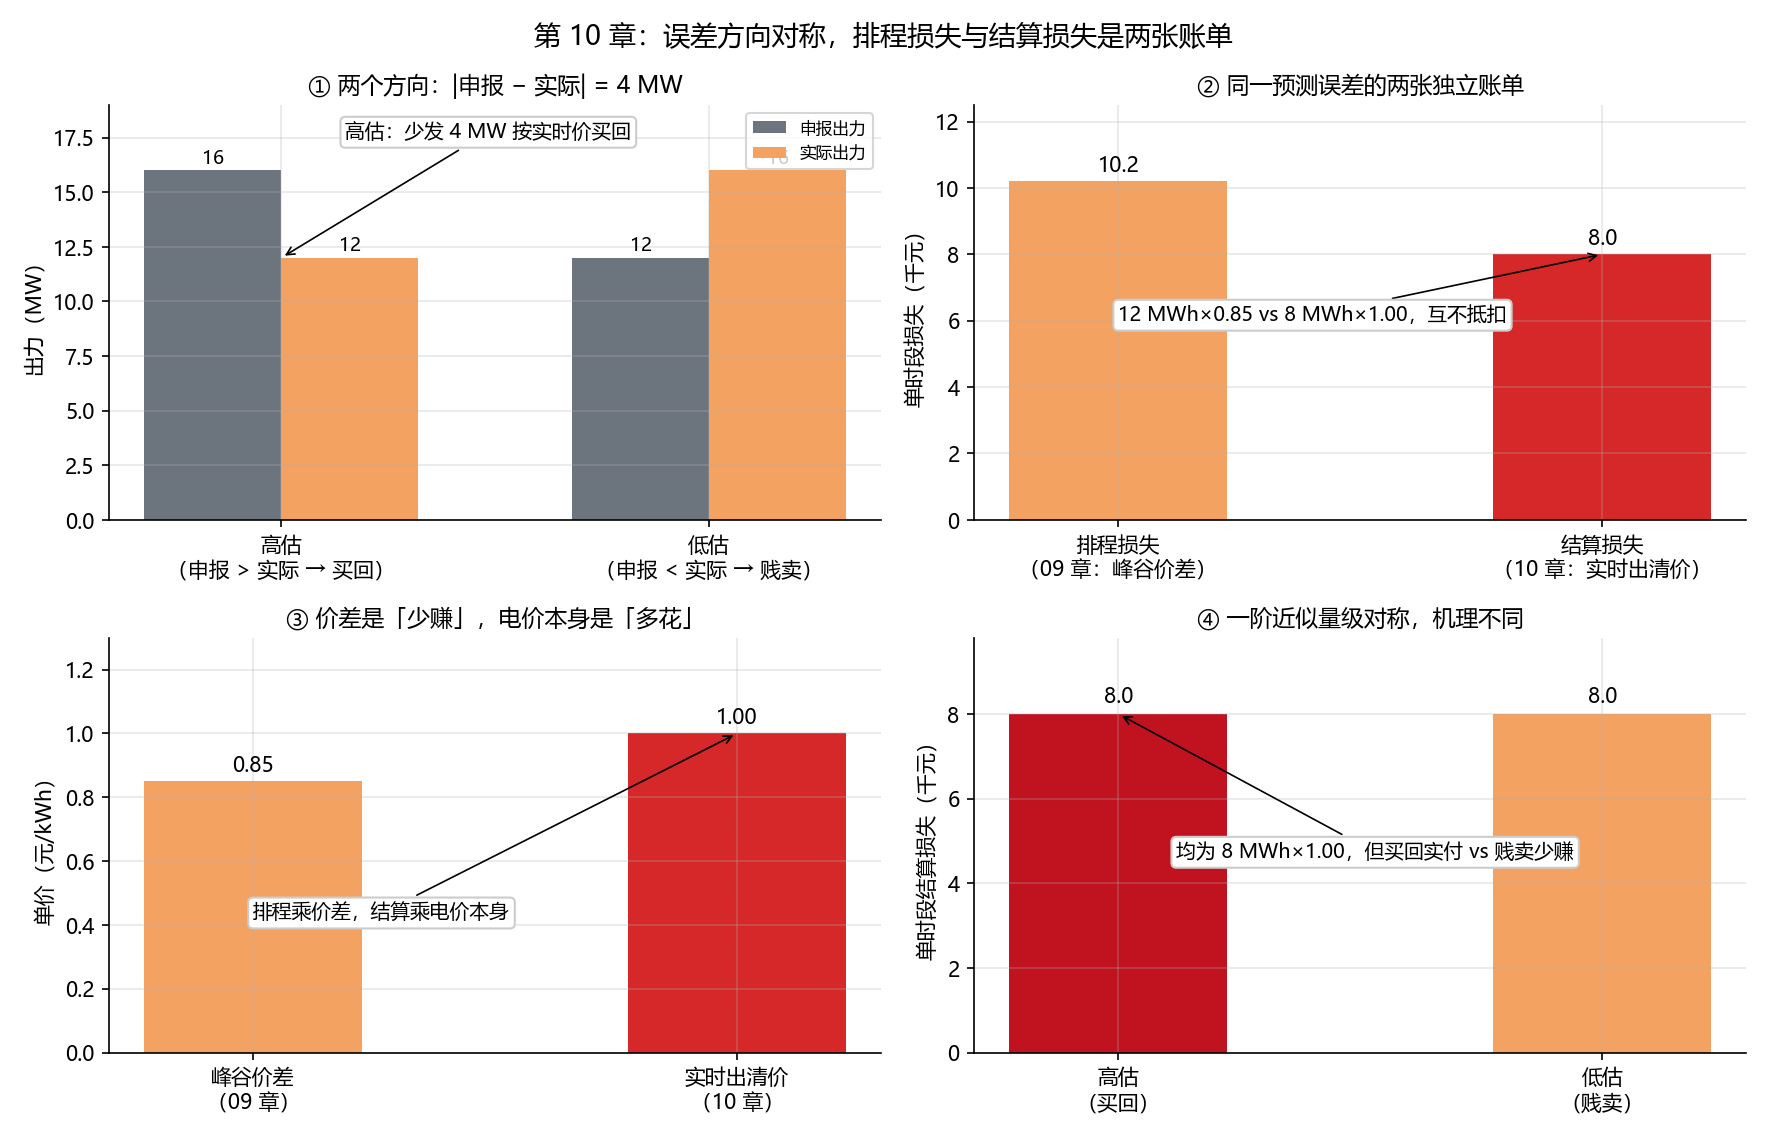 第 10 章：误差方向对称，排程损失与结算损失是两张账单
① 两个方向：|申报 − 实际| = 4 MW
高估：少发 4 MW 按实时价买回
申报出力
实际出力
17.5
15.0
12.5
10.0
7.5
5.0
2.5
0.0
出力（MW）
16
12
12
16
高估
（申报 > 实际 → 买回）
低估
（申报 < 实际 → 贱卖）
② 同一预测误差的两张独立账单
12
10
8
6
4
2
0
单时段损失（千元）
10.2
8.0
12 MWh×0.85 vs 8 MWh×1.00，互不抵扣
排程损失
（09 章：峰谷价差）
结算损失
（10 章：实时出清价）
③ 价差是「少赚」，电价本身是「多花」
1.2
1.0
0.8
0.6
0.4
0.2
0.0
单价（元/kWh）
0.85
1.00
排程乘价差，结算乘电价本身
峰谷价差
（09 章）
实时出清价
（10 章）
④ 一阶近似量级对称，机理不同
8
6
4
2
0
单时段结算损失（千元）
8.0
8.0
均为 8 MWh×1.00，但买回实付 vs 贱卖少赚
高估
（买回）
低估
（贱卖）